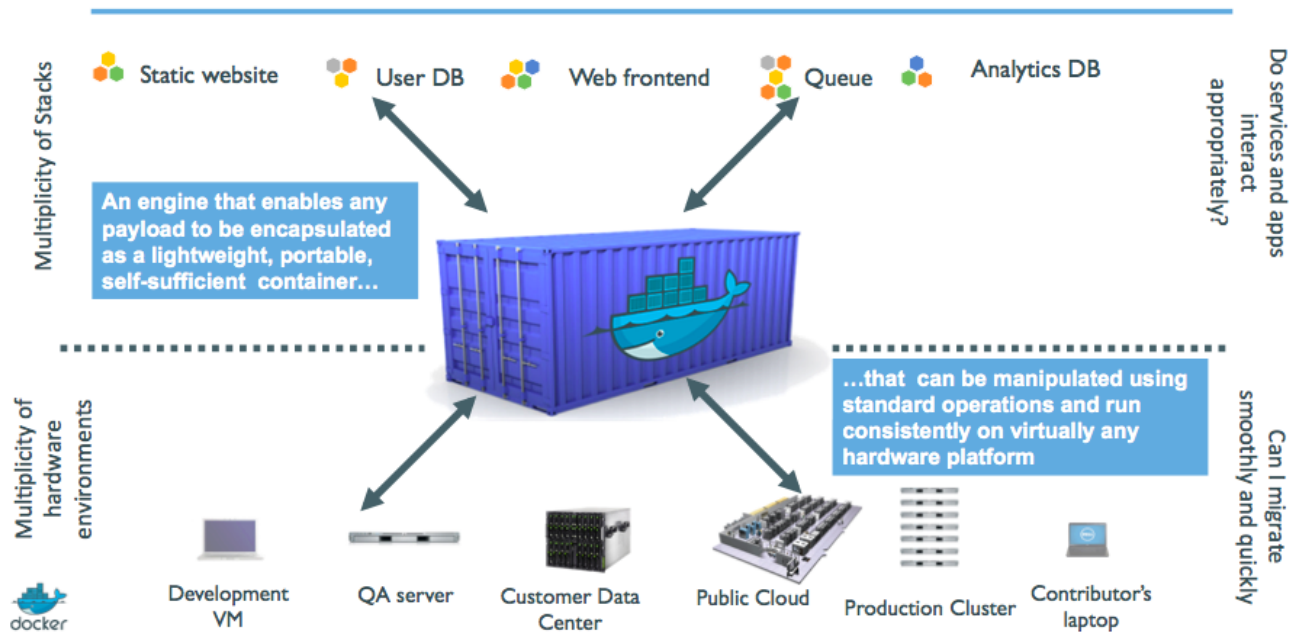 Multiplicity of Stacks
Static website
User DB
Web frontend
Queue
Analytics DB
Do services and apps
interact
appropriately?
An engine that enables any
payload to be encapsulated
as a lightweight, portable,
self-sufficient container…
…that can be manipulated using
standard operations and run
consistently on virtually any
hardware platform
Multiplicity of
hardware
environments
Can I migrate
smoothly and quickly
Development
VM
QA server
Customer Data
Center
Public Cloud
Production Cluster
Contributor's
laptop
docker